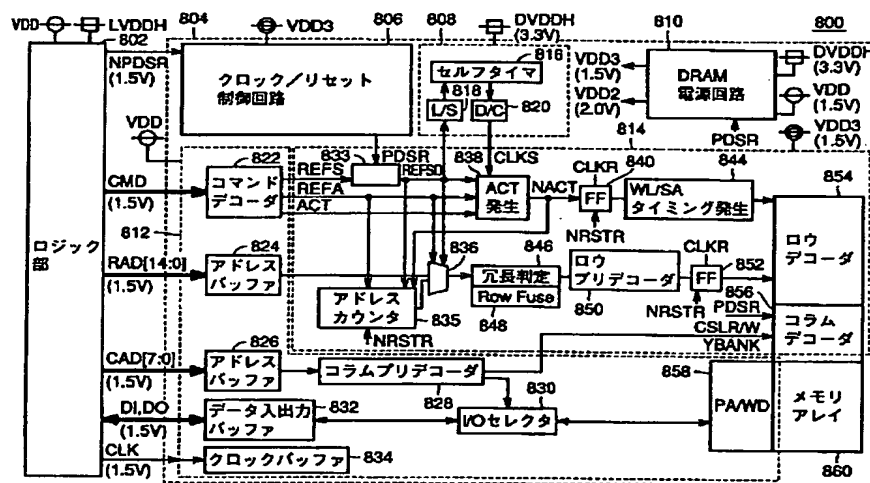 VDD
LVDDH
802
804
VDD3
806
808
DVDDH
(3.3V)
810
800
NPDSR
(1.5V)
クロック/リセット
制御回路
816
セルフタイマ
L/S
818
D/C
820
VDD3
(1.5V)
VDD2
(2.0V)
DRAM
電源回路
DVDDH
(3.3V)
VDD
(1.5V)
PDSR
VDD3
(1.5V)
814
VDD
822
833
PDSR
838
CLKS
CLKR
840
844
854
CMD
(1.5V)
コマンド
デコーダ
REFS
REFA
ACT
REFSD
ACT
発生
NACT
FF
NRSTR
WL/SA
タイミング発生
ロジック
部
812
824
RAD[14:0]
(1.5V)
アドレス
バッファ
836
846
冗長判定
Row Fuse
848
ロウ
プリデコーダ
850
CLKR
FF
852
NRSTR
ロウ
デコーダ
アドレス
カウンタ
835
NRSTR
856
PDSR
CSLR/W
YBANK
コラム
デコーダ
826
CAD[7:0]
(1.5V)
アドレス
バッファ
コラムプリデコーダ
828
830
858
DI,DO
(1.5V)
データ入出力
バッファ
832
I/Oセレクタ
PA/WD
メモリ
アレイ
CLK
(1.5V)
クロックバッファ
834
860